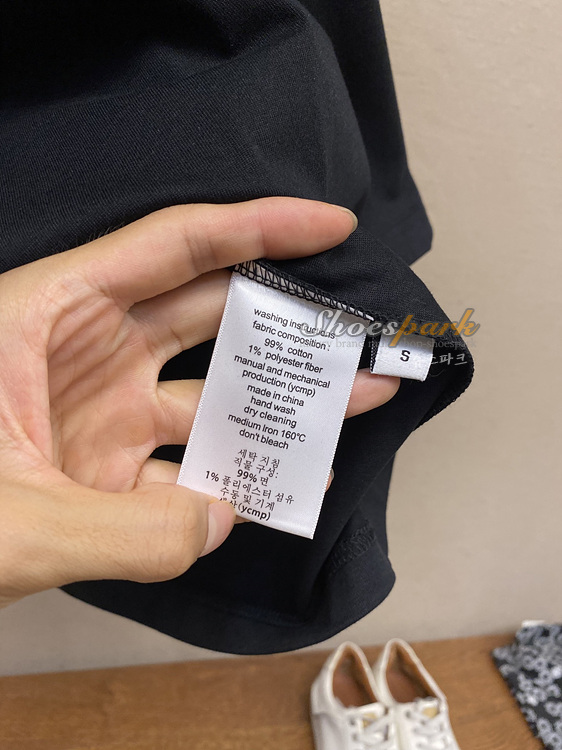 washing instructions
fabric composition:
99% cotton
1% polyester fiber
manual and mechanical
production (ycmp)
made in china
hand wash
dry cleaning
medium Iron 160℃
don't bleach
세탁 지침
직물 구성:
99% 면
1% 폴리에스터 섬유
수동 및 기계
(ycmp)
S
Shoespark